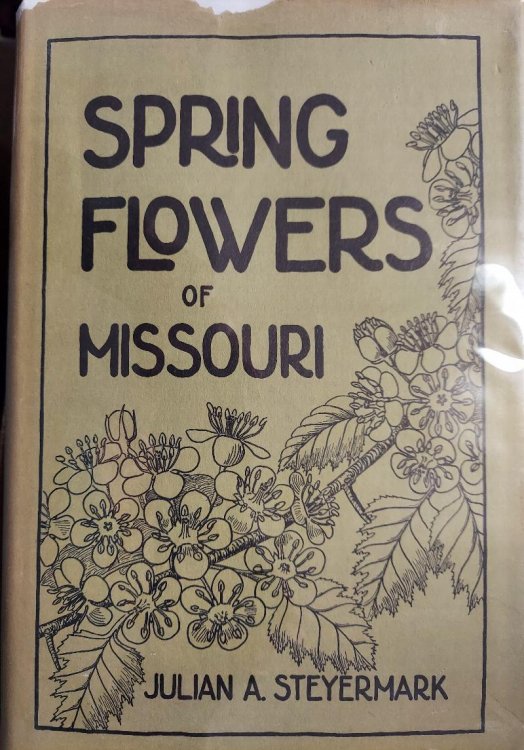 SPRING
FLOWERS
OF
MISSOURI
JULIAN A. STEYERMARK